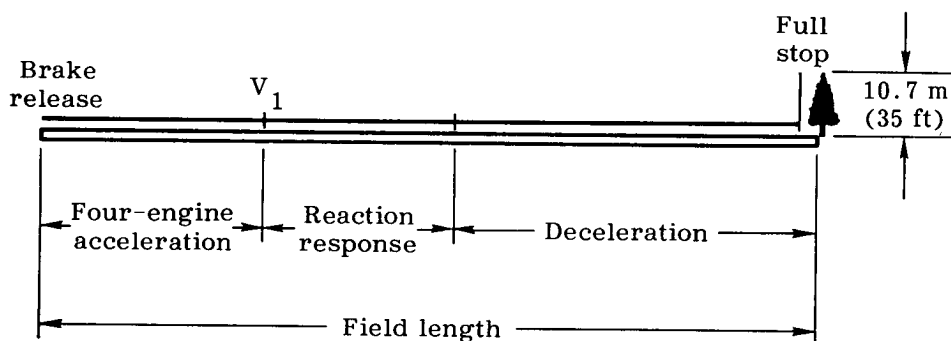 Full
stop
Brake
release
V1
10.7 m
(35 ft)
Four-engine
acceleration
Reaction
response
Deceleration
Field length